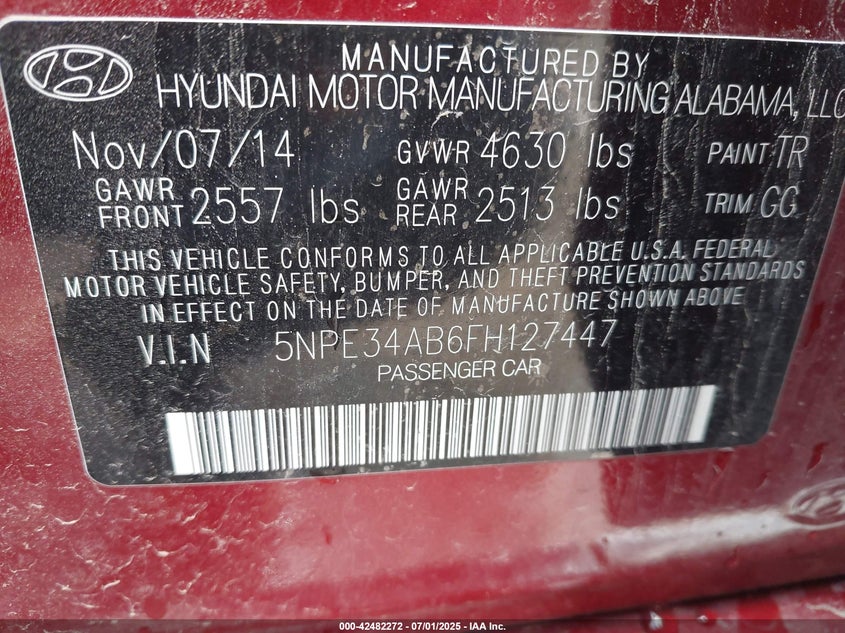 MANUFACTURED BY
HYUNDAI MOTOR MANUFACTURING ALABAMA, LLC
Nov/07/14 GVWR 4630 lbs PAINT TR
GAWR FRONT 2557 lbs GAWR REAR 2513 lbs TRIM GG
THIS VEHICLE CONFORMS TO ALL APPLICABLE U.S.A. FEDERAL
MOTOR VEHICLE SAFETY, BUMPER, AND THEFT PREVENTION STANDARDS
IN EFFECT ON THE DATE OF MANUFACTURE SHOWN ABOVE
V.I.N 5NPE34AB6FH127447
PASSENGER CAR
000-42482272 - 07/01/2025 - IAA Inc.